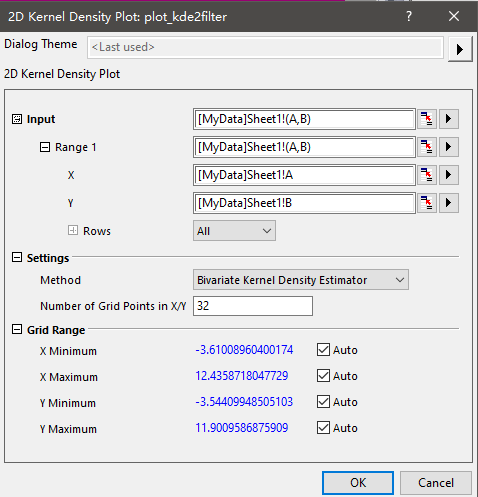 2D Kernel Density Plot: plot_kde2filter
Dialog Theme <Last used>
2D Kernel Density Plot
Input [MyData]Sheet1!(A,B)
Range 1 [MyData]Sheet1!(A,B)
X [MyData]Sheet1!A
Y [MyData]Sheet1!B
Rows All
Settings
Method Bivariate Kernel Density Estimator
Number of Grid Points in X/Y 32
Grid Range
X Minimum -3.61008960400174 Auto
X Maximum 12.4358718047729 Auto
Y Minimum -3.54409948505103 Auto
Y Maximum 11.9009586875909 Auto
OK Cancel